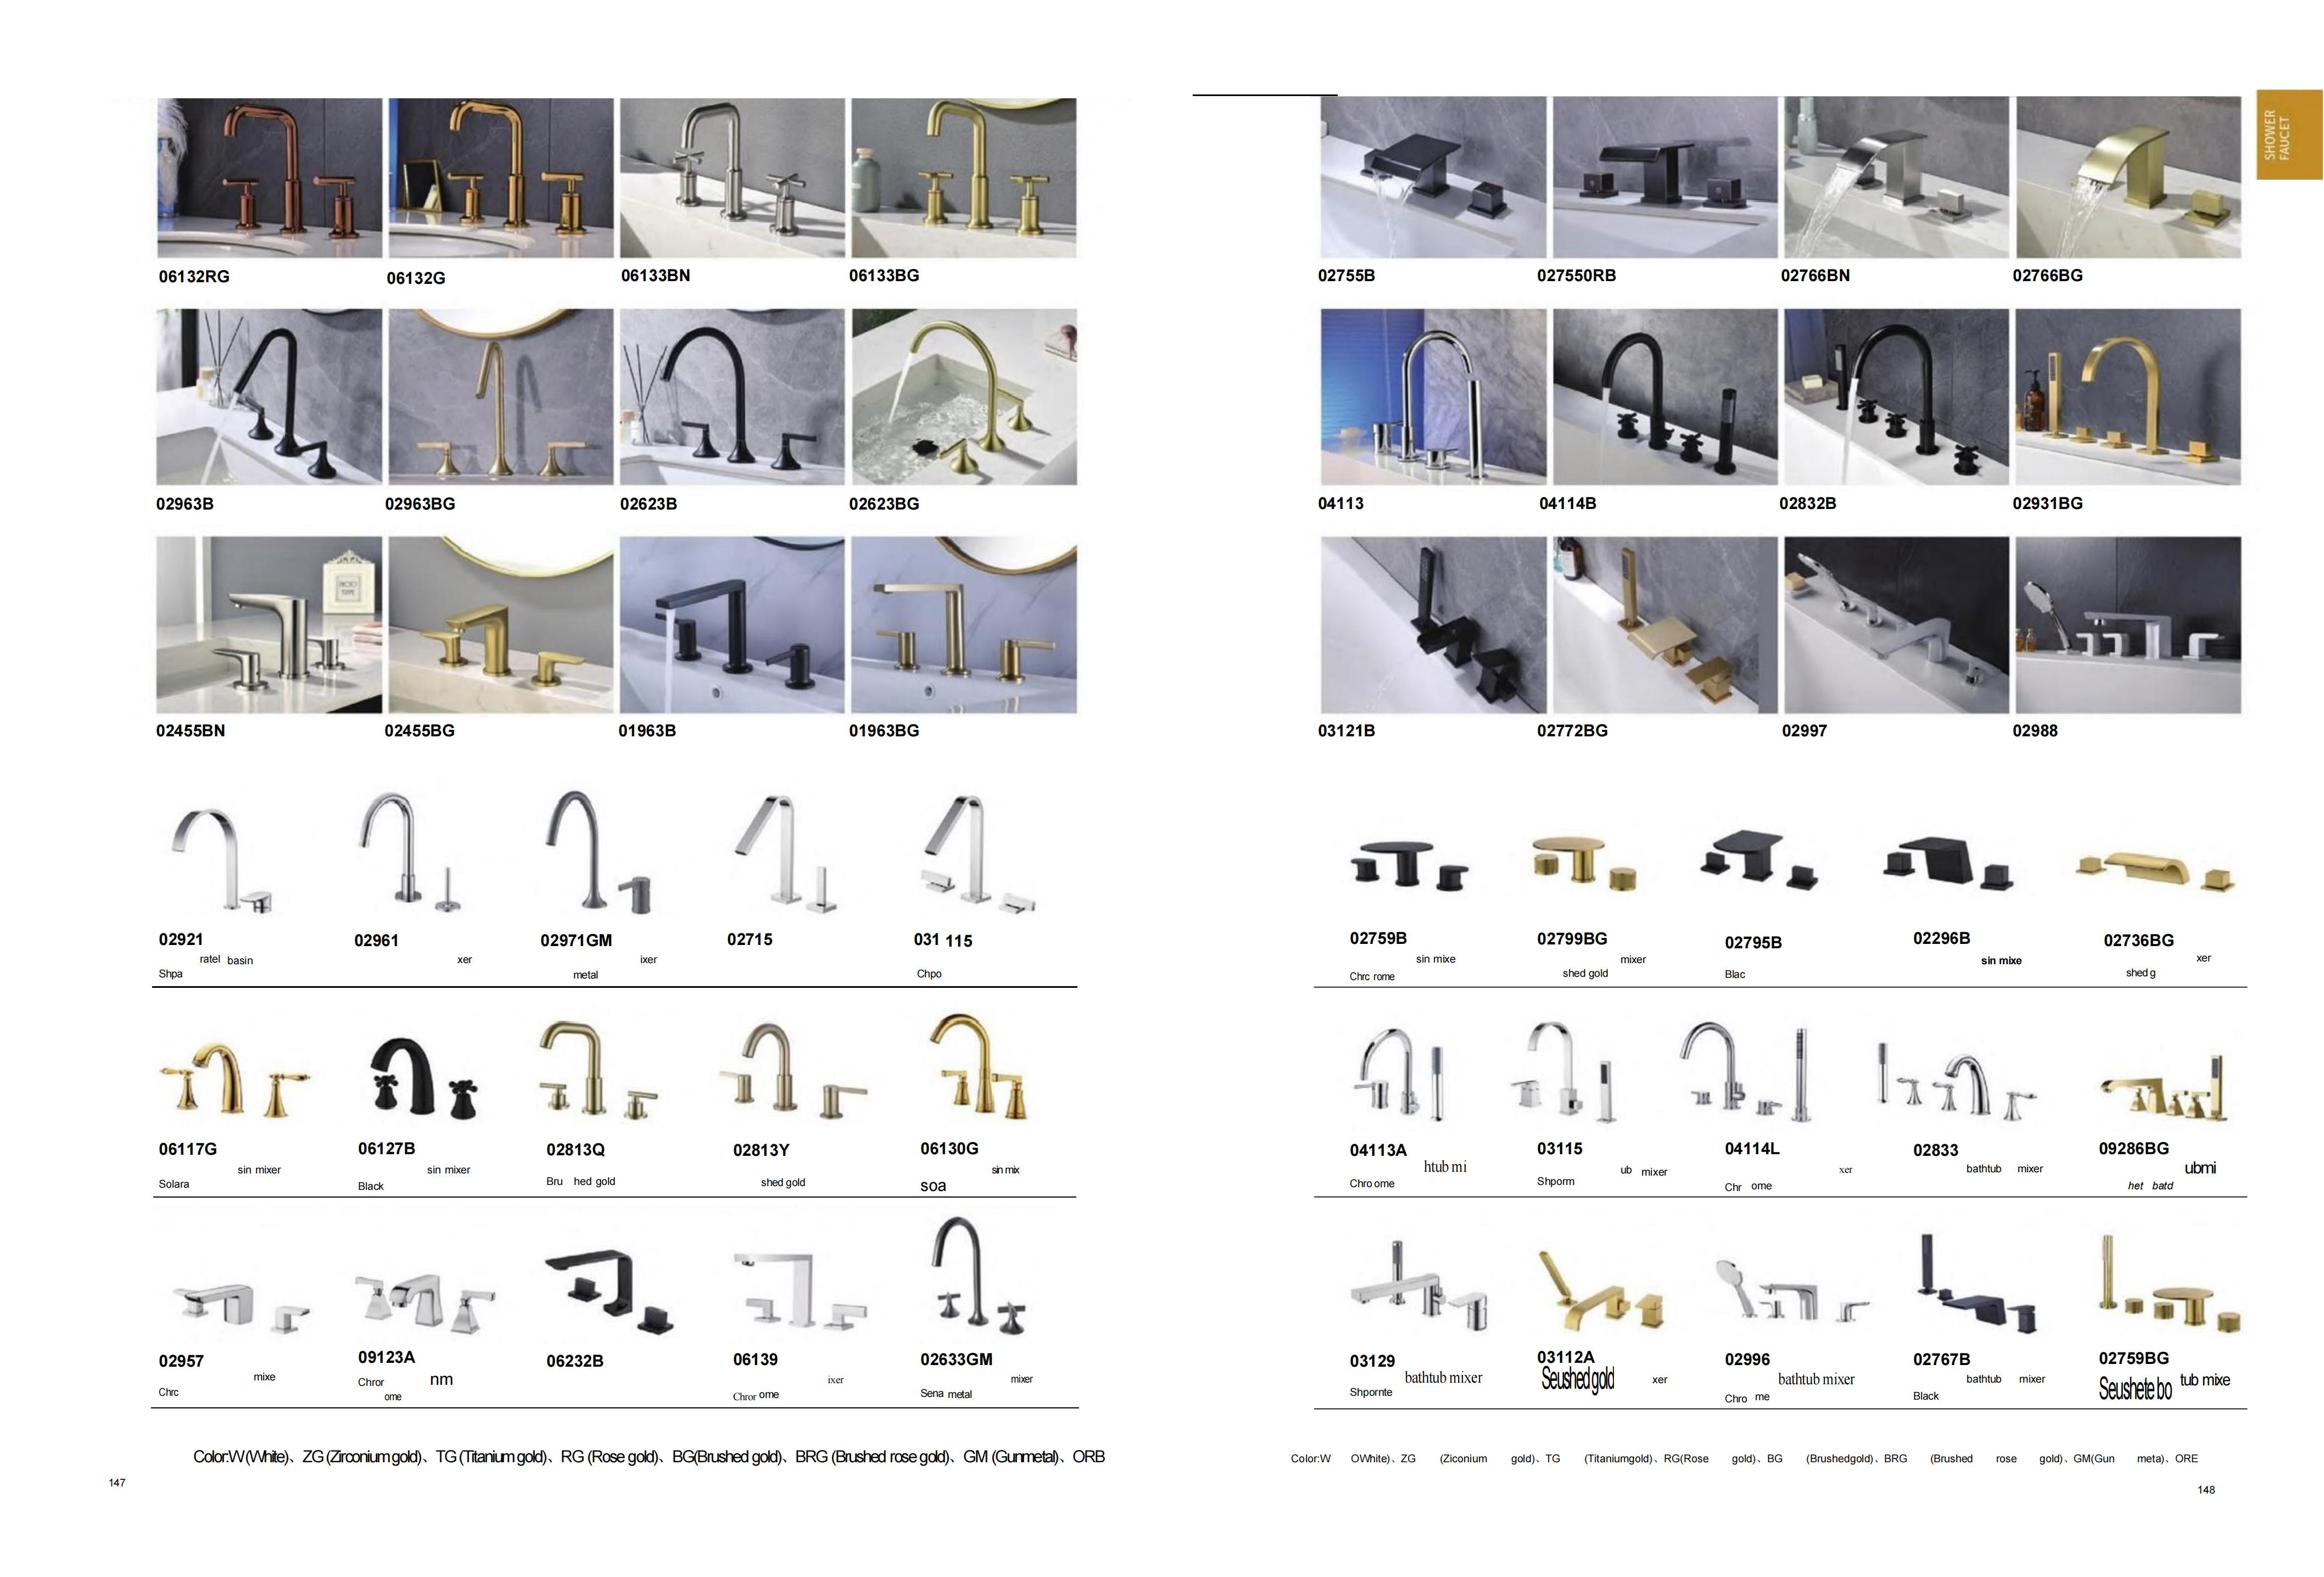 06132RG 06132G 06133BN 06133BG
02963B 02963BG 02623B 02623BG
02455BN 02455BG 01963B 01963BG
02921 02961 02971GM 02715 031 115
ratel basin xer ixer
Shpa metal Chpo
06117G 06127B 02813Q 02813Y 06130G
sin mixer sin mixer sin mix
Solara Black Bru hed gold shed gold soa
02957 09123A 06232B 06139 02633GM
mixe nm ixer mixer
Chrc Chror ome Chror ome Sena metal
Color:W(White)、ZG(Zirconium gold)、TG(Titanium gold)、RG (Rose gold)、BG(Brushed gold)、BRG (Brushed rose gold)、GM (Gunmetal)、ORB
147
SHOWER
FAUCET
02755B 027550RB 02766BN 02766BG
04113 04114B 02832B 02931BG
03121B 02772BG 02997 02988
02759B 02799BG 02795B 02296B 02736BG
sin mixe mixer sin mixe xer
Chrc rome shed gold Blac shed g
04113A 03115 04114L 02833 09286BG
htub mi ub mixer xer bathtub mixer ubmi
Chro ome Shporm Chr ome het batd
03129 03112A 02996 02767B 02759BG
bathtub mixer Seushed gold xer bathtub mixer bathtub mixer tub mixe
Shpornte Chro me Black Seushete bo
Color:W OWhite)、ZG (Ziconium gold)、TG (Titaniumgold)、RG(Rose gold)、BG (Brushedgold)、BRG (Brushed rose gold)、GM(Gun meta)、ORE
148